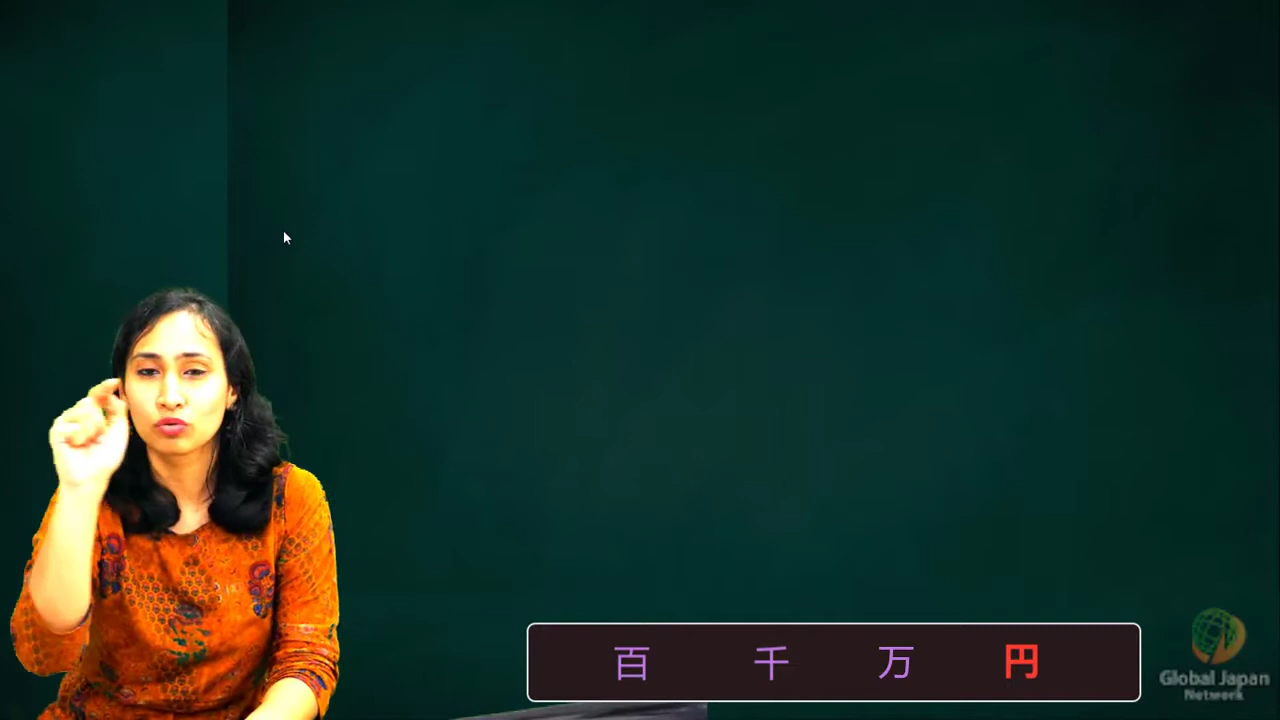 百 千 万 円
Global Japan
Network